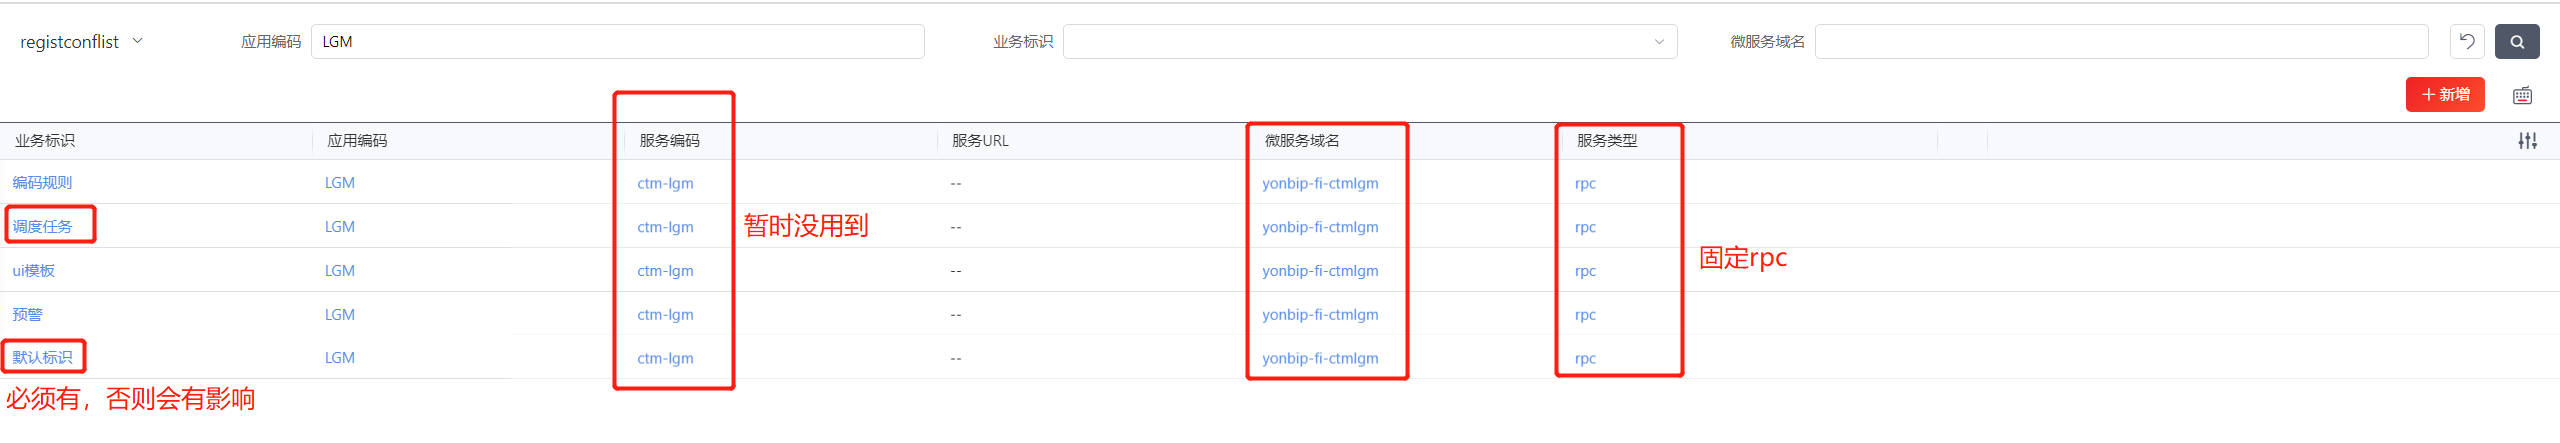 registconflist 应用编码 LGM 业务标识 微服务域名
新增
业务标识 应用编码 服务编码 服务URL 微服务域名 服务类型
编码规则 LGM ctm-lgm -- yonbip-fi-ctmlgm rpc
调度任务 LGM ctm-lgm 暂时没用到 -- yonbip-fi-ctmlgm rpc
固定rpc
ui模板 LGM ctm-lgm -- yonbip-fi-ctmlgm rpc
预警 LGM ctm-lgm -- yonbip-fi-ctmlgm rpc
默认标识 LGM ctm-lgm -- yonbip-fi-ctmlgm rpc
必须有，否则会有影响